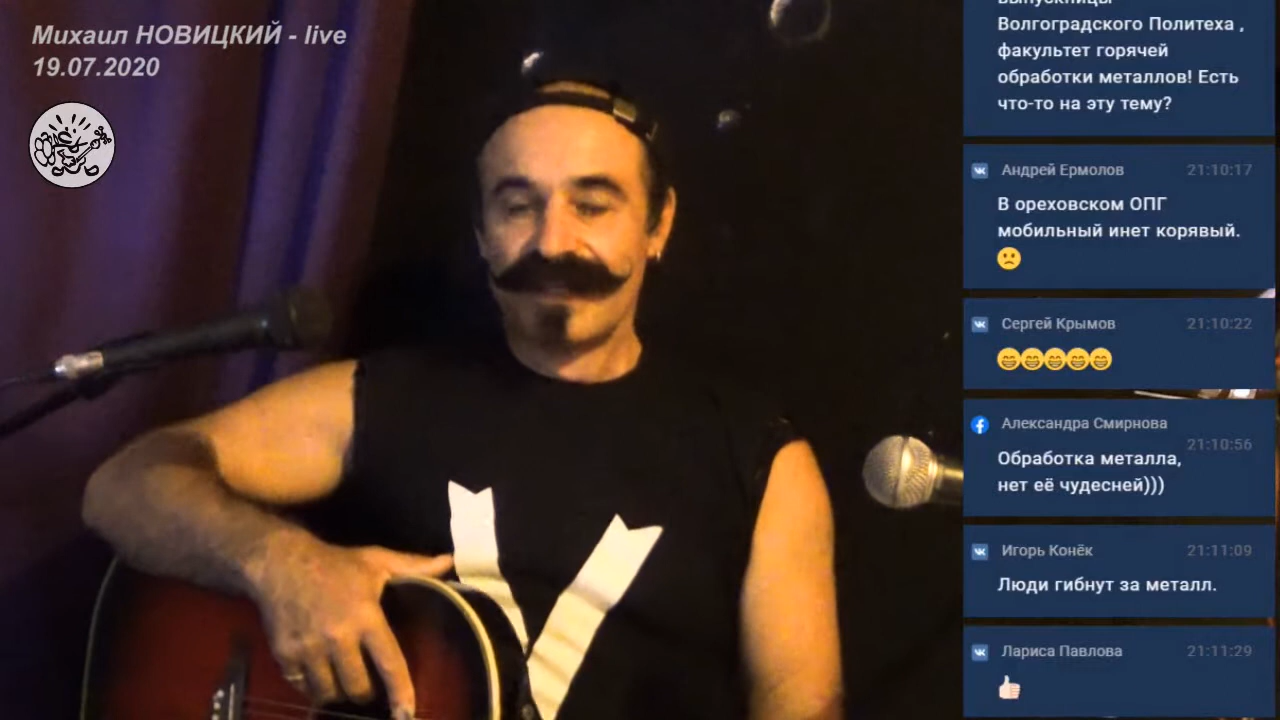 Михаил НОВИЦКИЙ - live
19.07.2020
выпускницы
Волгоградского Политеха ,
факультет горячей
обработки металлов! Есть
что-то на эту тему?
Андрей Ермолов 21:10:17
В ореховском ОПГ
мобильный инет корявый.
Сергей Крымов 21:10:22
Александра Смирнова
21:10:56
Обработка металла,
нет её чудесней)))
Игорь Конёк 21:11:09
Люди гибнут за металл.
Лариса Павлова 21:11:29